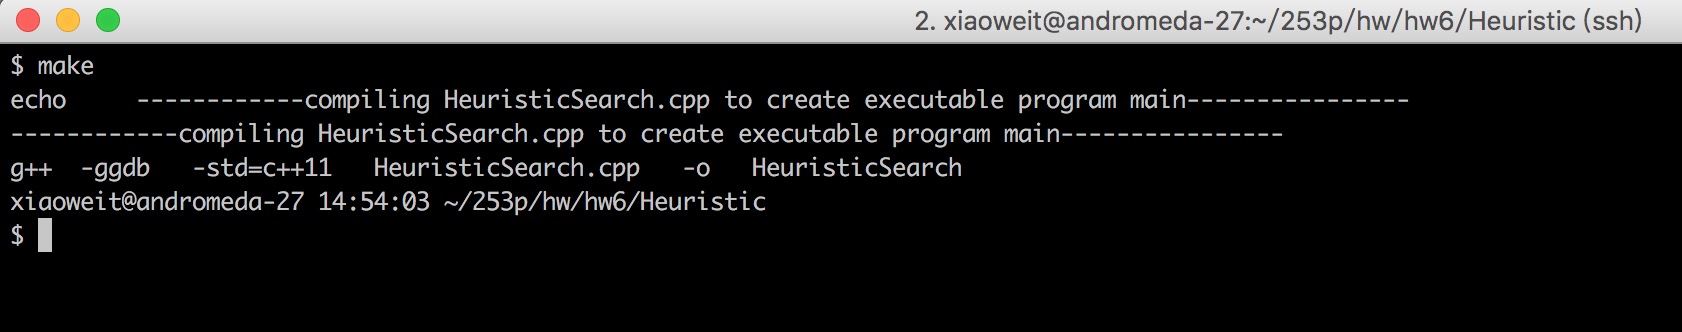 2. xiaoweit@andromeda-27:~/253p/hw/hw6/Heuristic (ssh)
$ make
echo     ------------compiling HeuristicSearch.cpp to create executable program main----------------
------------compiling HeuristicSearch.cpp to create executable program main----------------
g++  -ggdb   -std=c++11   HeuristicSearch.cpp   -o   HeuristicSearch
xiaoweit@andromeda-27 14:54:03 ~/253p/hw/hw6/Heuristic
$